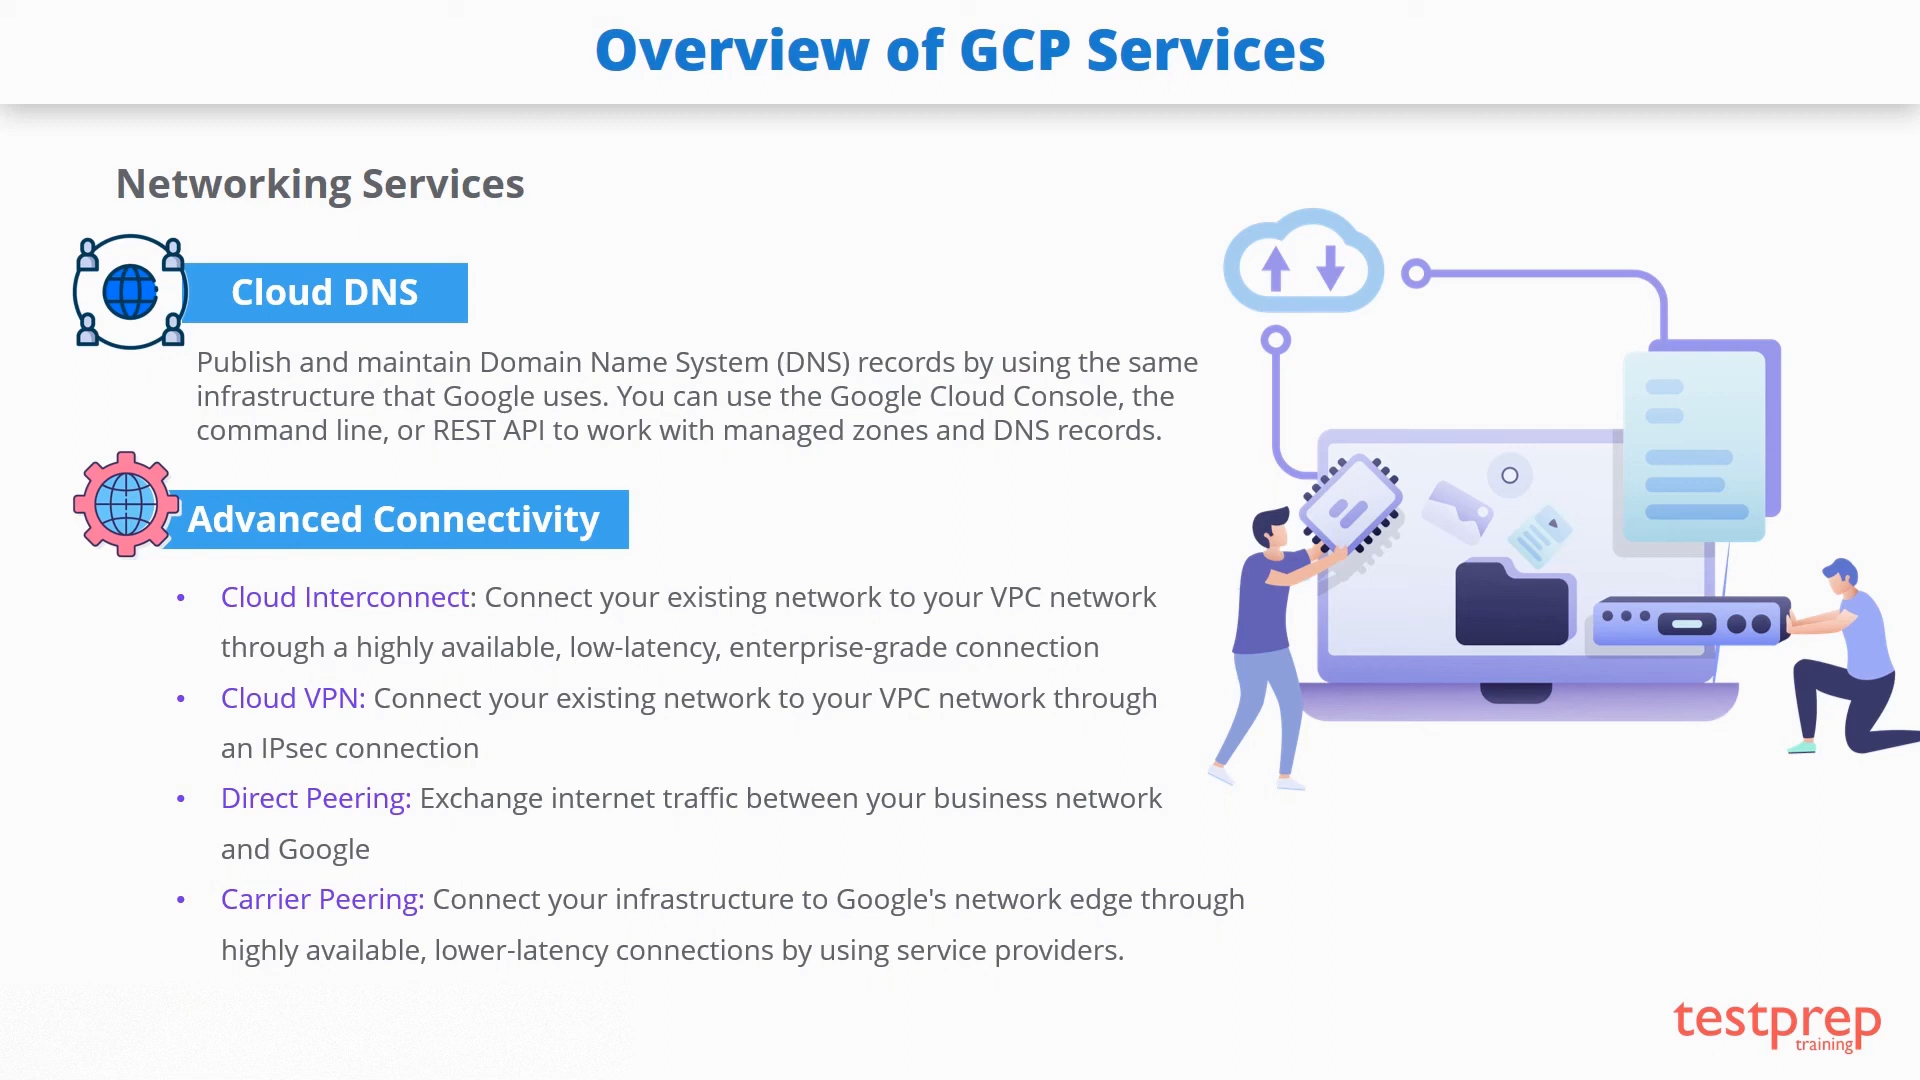 Overview of GCP Services
Networking Services
Cloud DNS
Publish and maintain Domain Name System (DNS) records by using the same
infrastructure that Google uses. You can use the Google Cloud Console, the
command line, or REST API to work with managed zones and DNS records.
Advanced Connectivity
• Cloud Interconnect: Connect your existing network to your VPC network
through a highly available, low-latency, enterprise-grade connection
• Cloud VPN: Connect your existing network to your VPC network through
an IPsec connection
• Direct Peering: Exchange internet traffic between your business network
and Google
• Carrier Peering: Connect your infrastructure to Google's network edge through
highly available, lower-latency connections by using service providers.
testprep
training